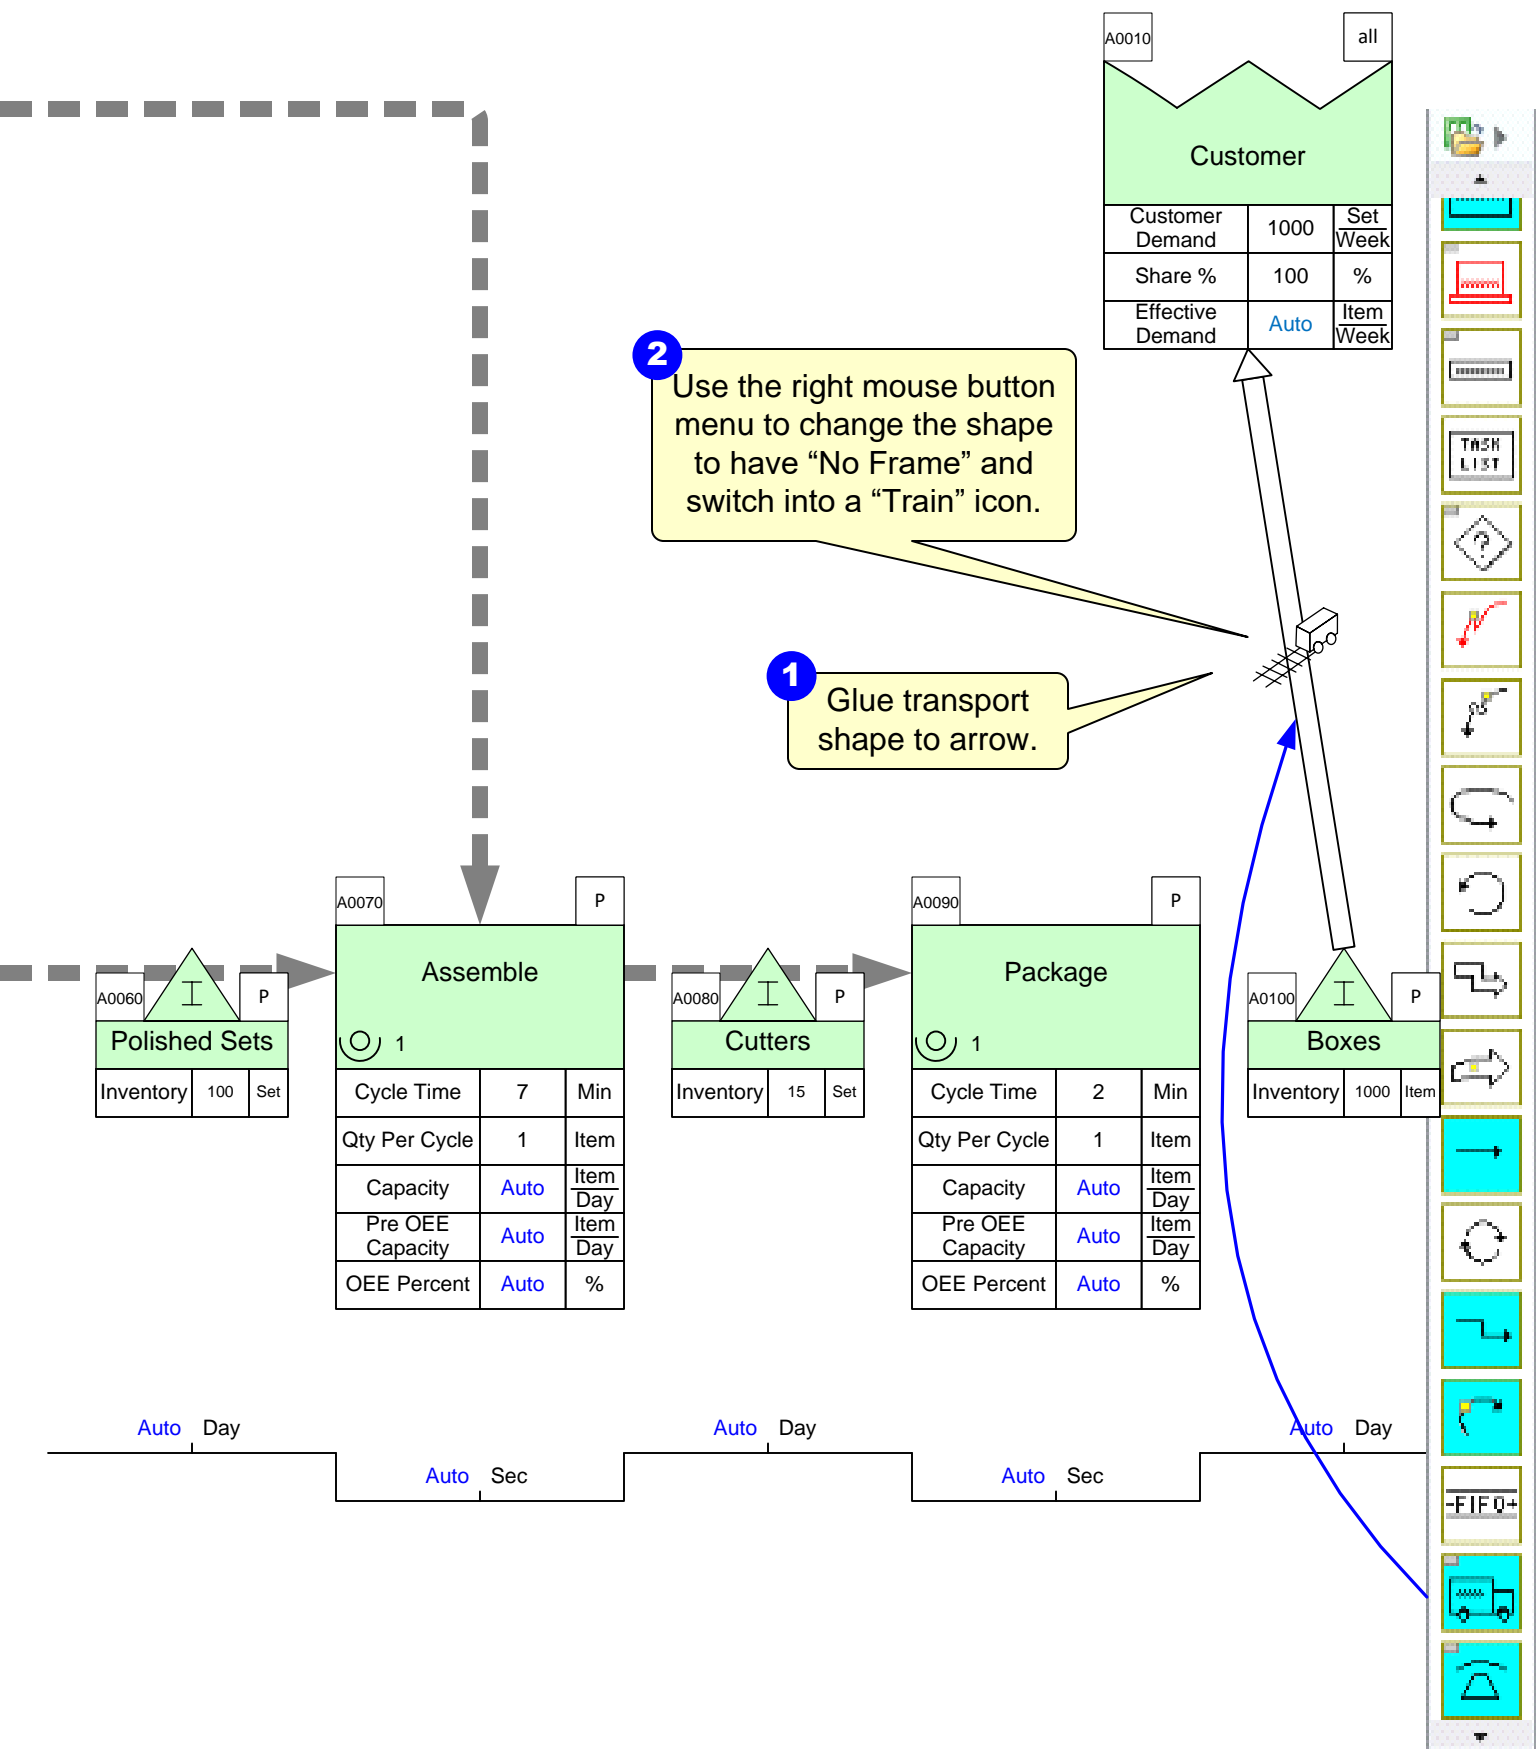 A0010
all
Customer
Customer Demand 1000 Set Week
Share % 100 %
Effective Demand Auto Item Week
2
Use the right mouse button
menu to change the shape
to have “No Frame” and
switch into a “Train” icon.
1
Glue transport
shape to arrow.
TASK
LIST
?
A0060
I
P
Polished Sets
Inventory 100 Set
A0070
P
Assemble
1
Cycle Time 7 Min
Qty Per Cycle 1 Item
Capacity Auto Item Day
Pre OEE Capacity Auto Item Day
OEE Percent Auto %
A0080
I
P
Cutters
Inventory 15 Set
A0090
P
Package
1
Cycle Time 2 Min
Qty Per Cycle 1 Item
Capacity Auto Item Day
Pre OEE Capacity Auto Item Day
OEE Percent Auto %
A0100
I
P
Boxes
Inventory 1000 Item
Auto Day
Auto Sec
Auto Day
Auto Sec
Auto Day
-FIFO→